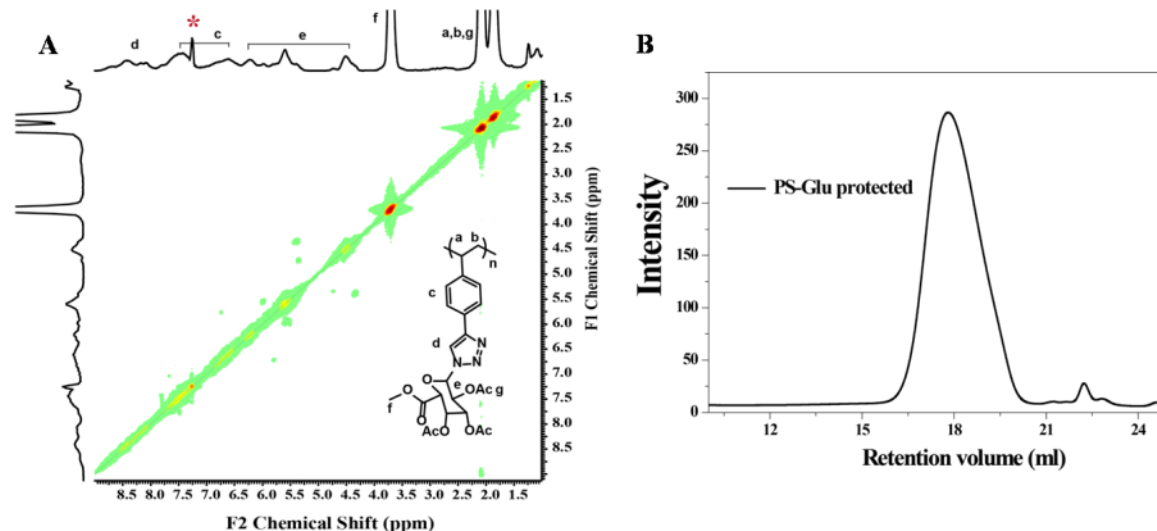 A
*
d
c
e
f
a,b,g
1.5
2.0
2.5
3.0
3.5
4.0
4.5
5.0
5.5
6.0
6.5
7.0
7.5
8.0
8.5
F1 Chemical Shift (ppm)
a b
n
c
d
N
N
N
O
e
OAc g
O
f
O
AcO
OAc
8.5 8.0 7.5 7.0 6.5 6.0 5.5 5.0 4.5 4.0 3.5 3.0 2.5 2.0 1.5
F2 Chemical Shift (ppm)
B
300
250
200
150
100
50
0
Intensity
PS-Glu protected
12 15 18 21 24
Retention volume (ml)